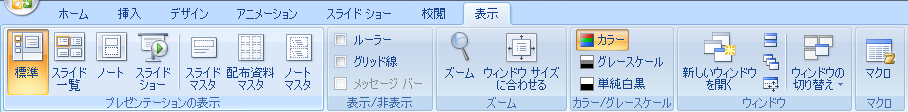 ホーム 挿入 デザイン アニメーション スライド ショー 校閲 表示
標準
スライド
一覧
ノート
スライド
ショー
スライド
マスタ
配布資料
マスタ
ノート
マスタ
プレゼンテーションの表示
ルーラー
グリッド線
メッセージ バー
表示/非表示
ズーム
ウィンドウ サイズ
に合わせる
ズーム
カラー
グレースケール
単純白黒
カラー/グレースケール
新しいウィンドウ
を開く
ウィンドウの
切り替え
ウィンドウ
マクロ
マクロ